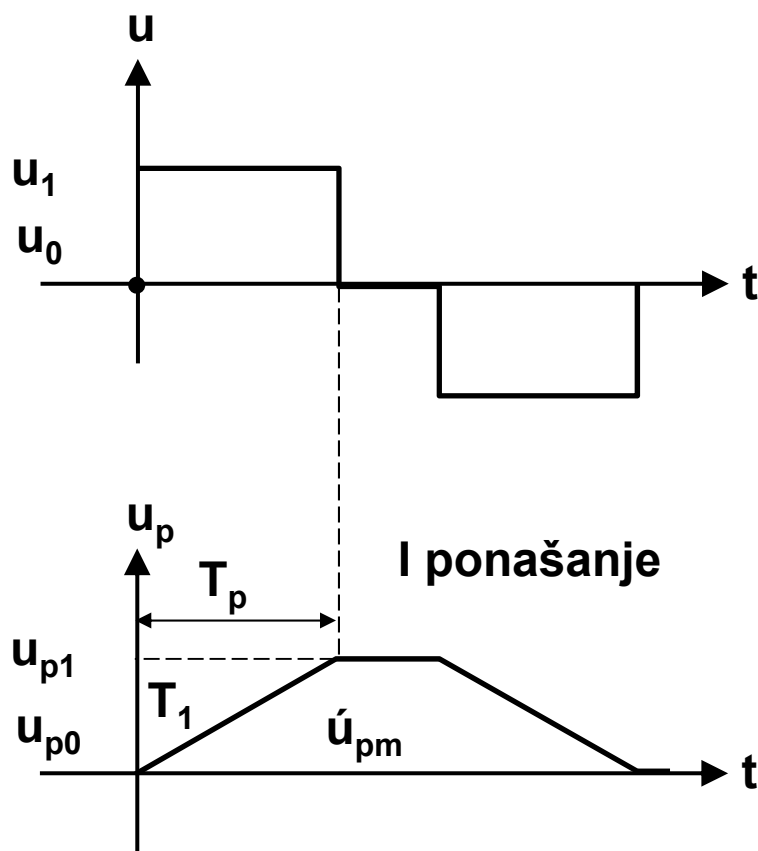 u
u₁
u₀
t
uₚ
I ponašanje
Tₚ
uₚ₁
T₁
uₚ₀
úₚₘ
t